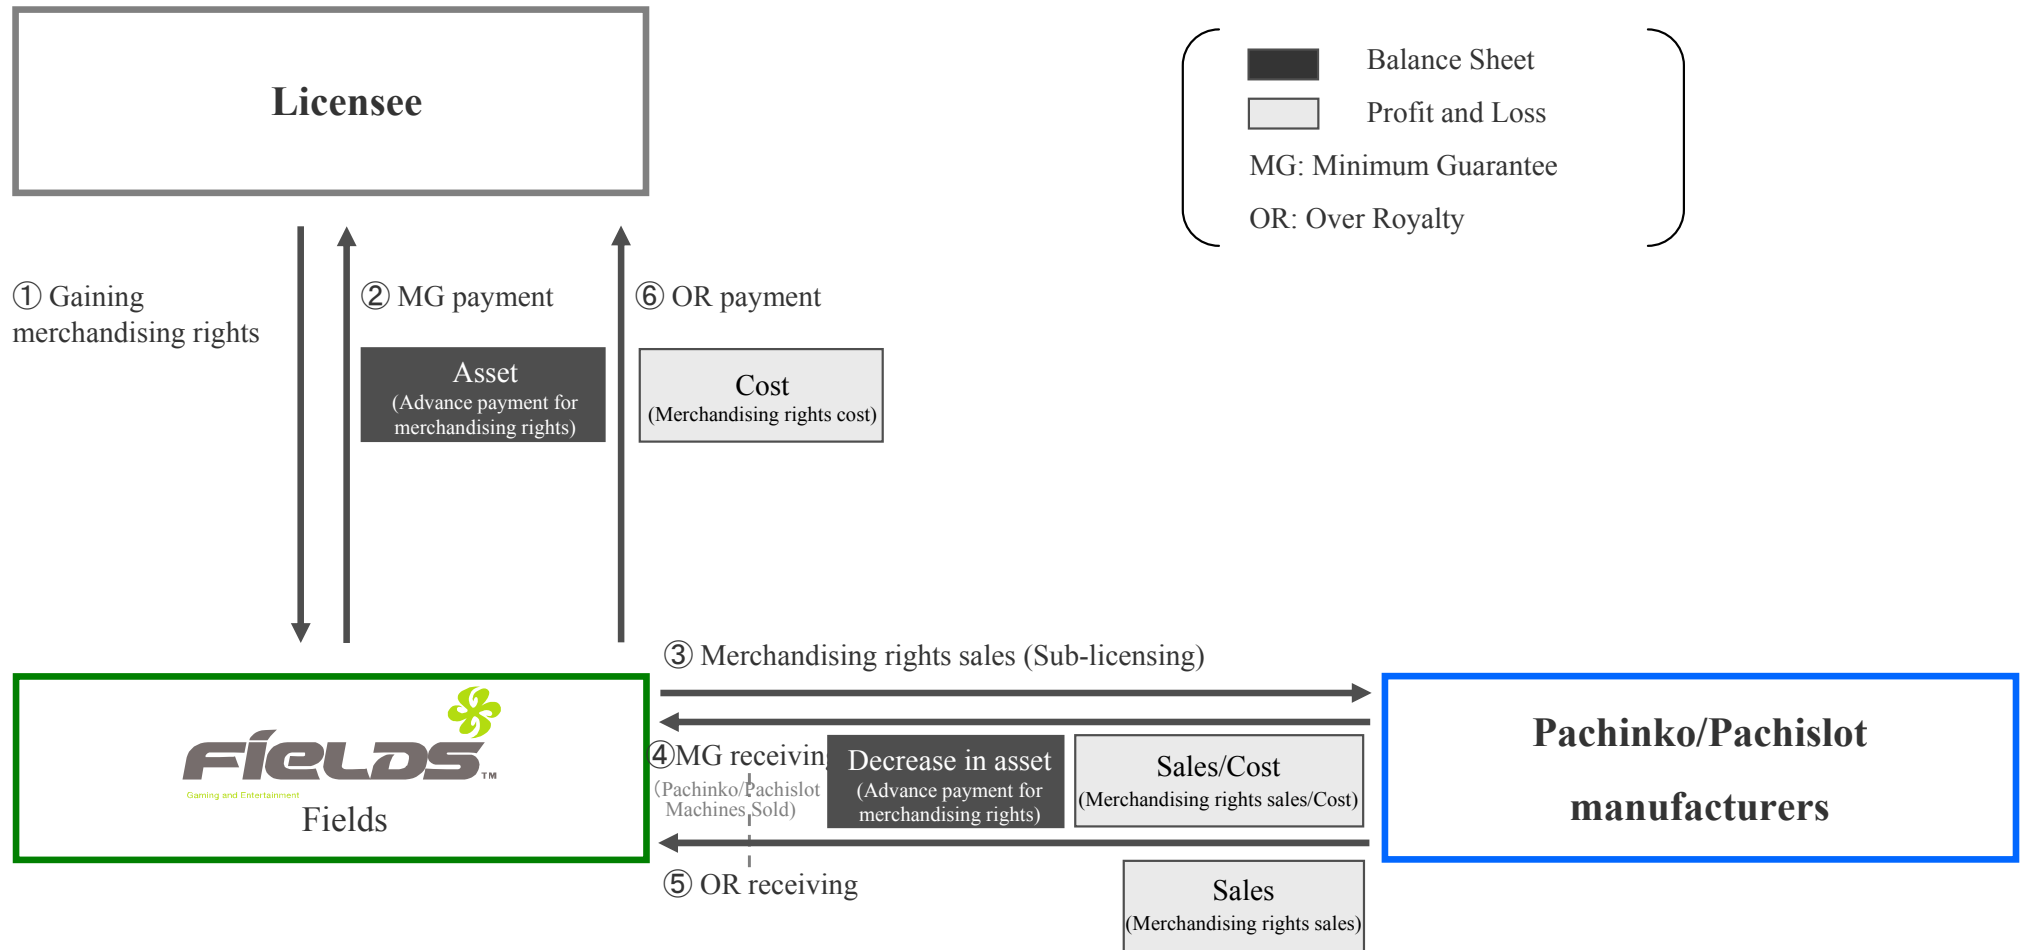 Licensee
Balance Sheet
Profit and Loss
MG: Minimum Guarantee
OR: Over Royalty
① Gaining
merchandising rights
② MG payment
Asset
(Advance payment for
merchandising rights)
⑥ OR payment
Cost
(Merchandising rights cost)
③ Merchandising rights sales (Sub-licensing)
FIELDS™
Gaming and Entertainment
Fields
④MG receiving
(Pachinko/Pachislot
Machines Sold)
Decrease in asset
(Advance payment for
merchandising rights)
Sales/Cost
(Merchandising rights sales/Cost)
Pachinko/Pachislot
manufacturers
⑤ OR receiving
Sales
(Merchandising rights sales)